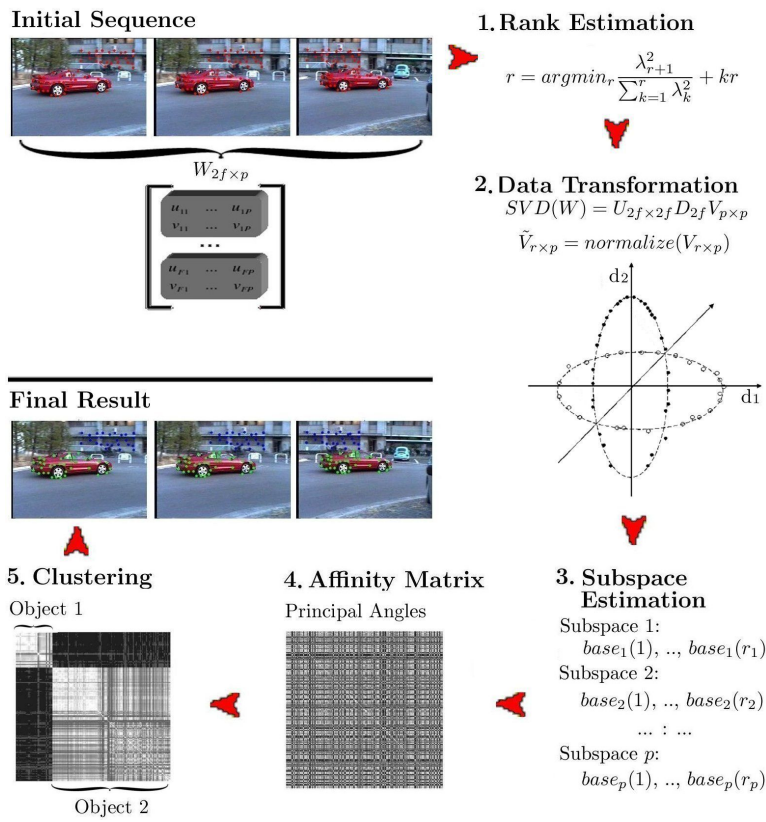 Initial Sequence
W_{2f×p}
u_{11} ... u_{1p}
v_{11} ... v_{1p}
...
u_{F1} ... u_{Fp}
v_{F1} ... v_{Fp}
1. Rank Estimation
r = argmin_r \frac{λ²_{r+1}}{∑^r_{k=1} λ²_k} + kr
2. Data Transformation
SVD(W) = U_{2f×2f}D_{2f}V_{p×p}
Ṽ_{r×p} = normalize(V_{r×p})
d2
d1
3. Subspace
Estimation
Subspace 1:
base_1(1), .., base_1(r_1)
Subspace 2:
base_2(1), .., base_2(r_2)
... : ...
Subspace p:
base_p(1), .., base_p(r_p)
4. Affinity Matrix
Principal Angles
5. Clustering
Object 1
Object 2
Final Result